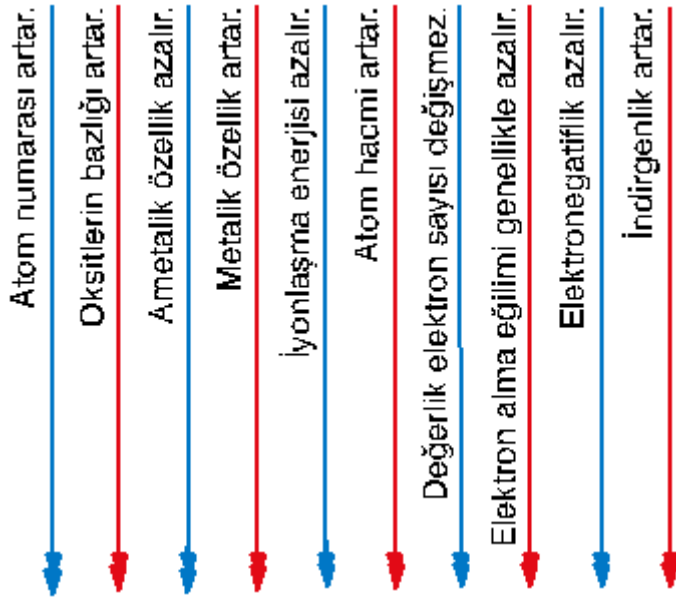 Atom numarası artar.
Oksitlerin bazlığı artar.
Ametalik özellik azalır.
Metalik özellik artar.
İyonlaşma enerjisi azalır.
Atom hacmi artar.
Değerlik elektron sayısı değişmez.
Elektron alma eğilimi genellikle azalır.
Elektronegatiflik azalır.
İndirgenlik artar.